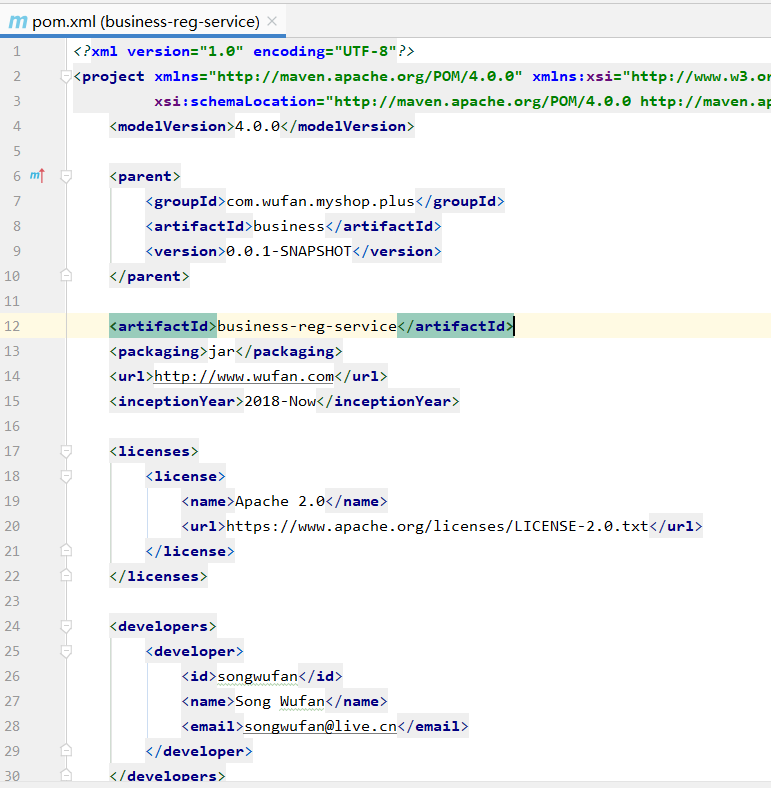 m pom.xml (business-reg-service) ×
1 <?xml version="1.0" encoding="UTF-8"?>
2 <project xmlns="http://maven.apache.org/POM/4.0.0" xmlns:xsi="http://www.w3.or
3 xsi:schemaLocation="http://maven.apache.org/POM/4.0.0 http://maven.ap
4 <modelVersion>4.0.0</modelVersion>
5
6 m <parent>
7 <groupId>com.wufan.myshop.plus</groupId>
8 <artifactId>business</artifactId>
9 <version>0.0.1-SNAPSHOT</version>
10 </parent>
11
12 <artifactId>business-reg-service</artifactId>
13 <packaging>jar</packaging>
14 <url>http://www.wufan.com</url>
15 <inceptionYear>2018-Now</inceptionYear>
16
17 <licenses>
18 <license>
19 <name>Apache 2.0</name>
20 <url>https://www.apache.org/licenses/LICENSE-2.0.txt</url>
21 </license>
22 </licenses>
23
24 <developers>
25 <developer>
26 <id>songwufan</id>
27 <name>Song Wufan</name>
28 <email>songwufan@live.cn</email>
29 </developer>
30 </developers>